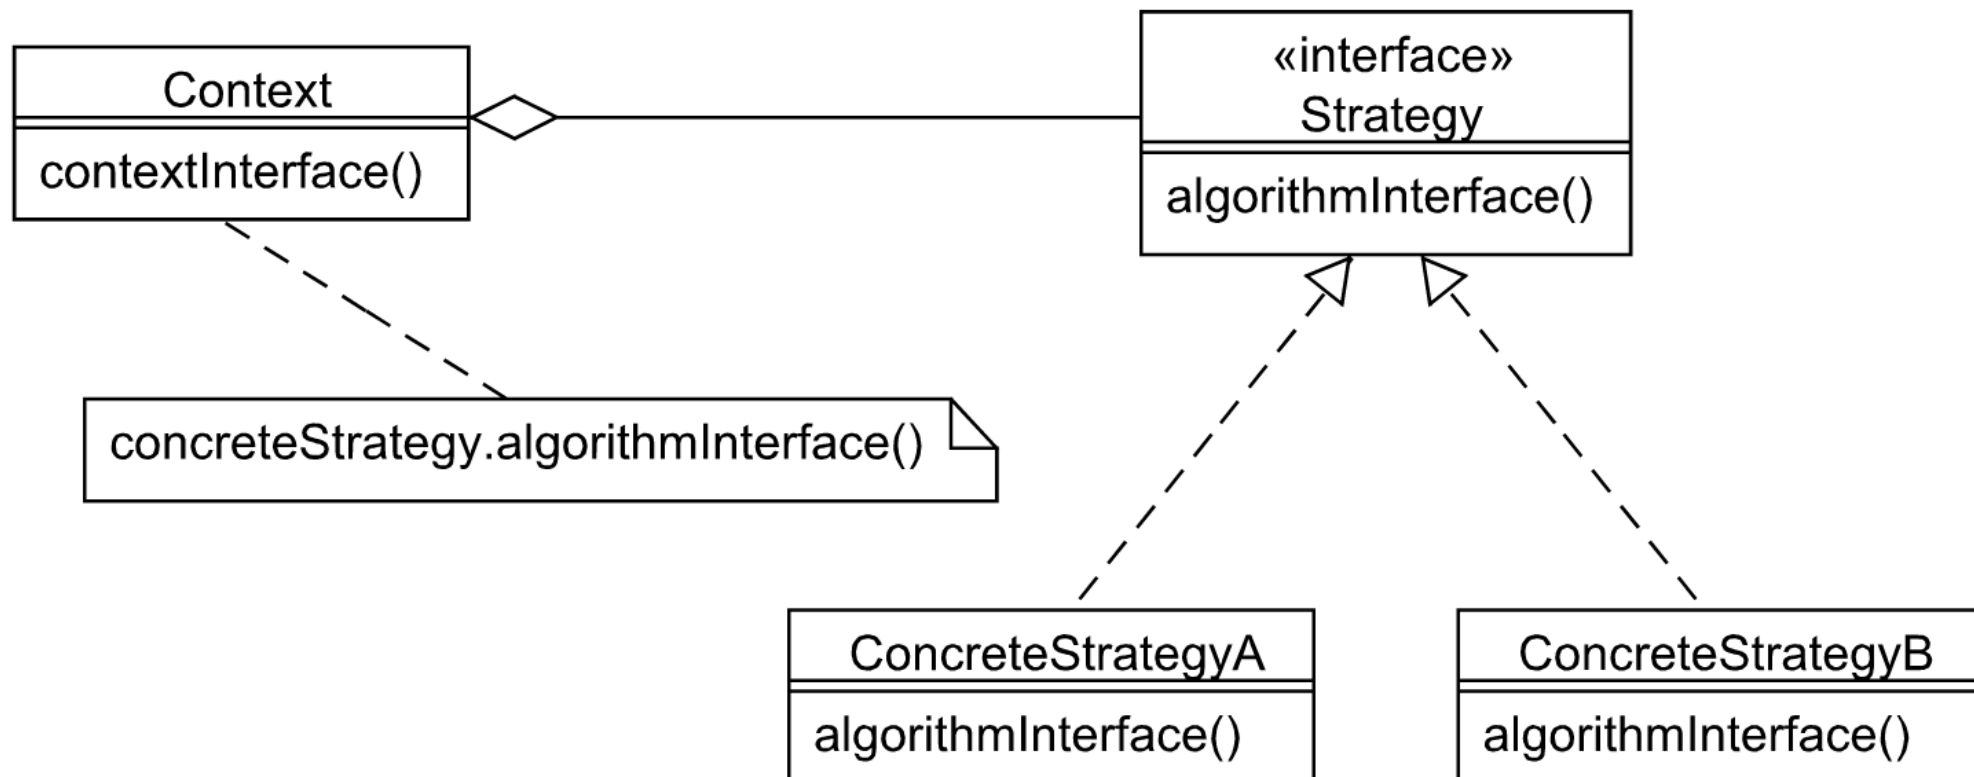 Context
contextInterface()
«interface»
Strategy
algorithmInterface()
concreteStrategy.algorithmInterface()
ConcreteStrategyA
algorithmInterface()
ConcreteStrategyB
algorithmInterface()